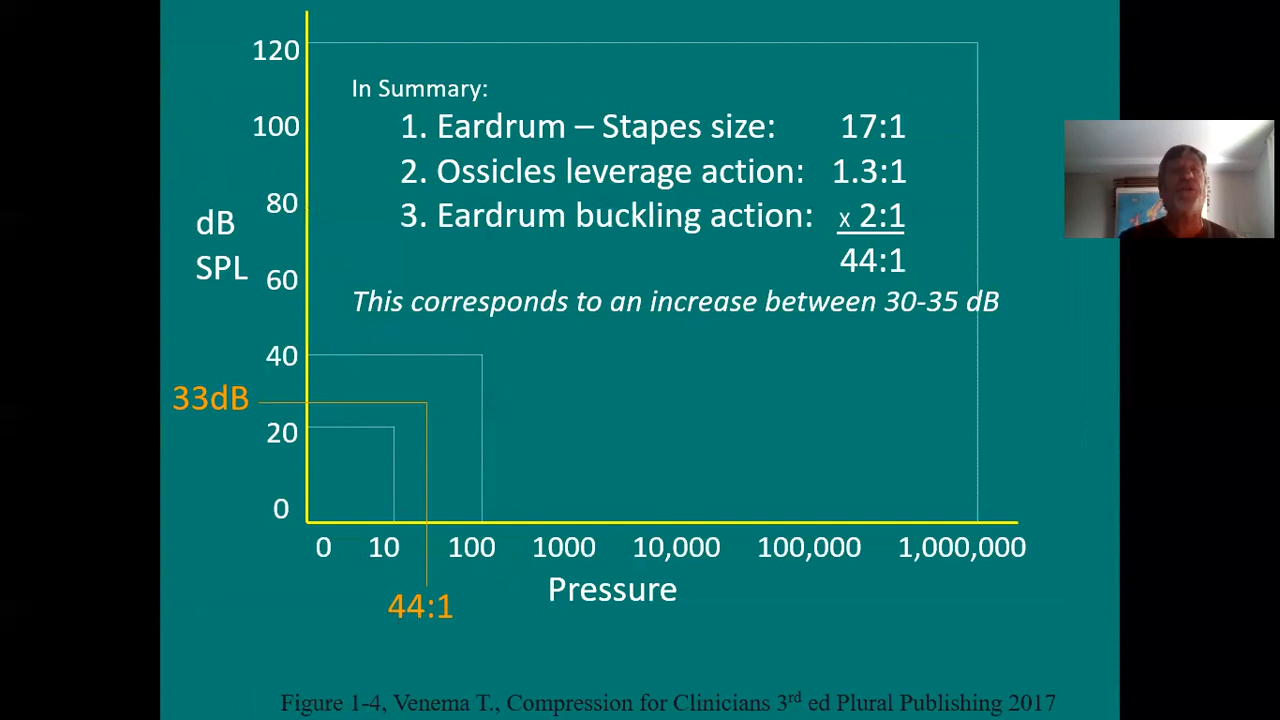 120
In Summary:
1. Eardrum – Stapes size: 17:1
100
2. Ossicles leverage action: 1.3:1
80
3. Eardrum buckling action: x 2:1
dB
SPL
44:1
60
This corresponds to an increase between 30-35 dB
40
33dB
20
0
0 10 100 1000 10,000 100,000 1,000,000
Pressure
44:1
Figure 1-4, Venema T., Compression for Clinicians 3rd ed Plural Publishing 2017